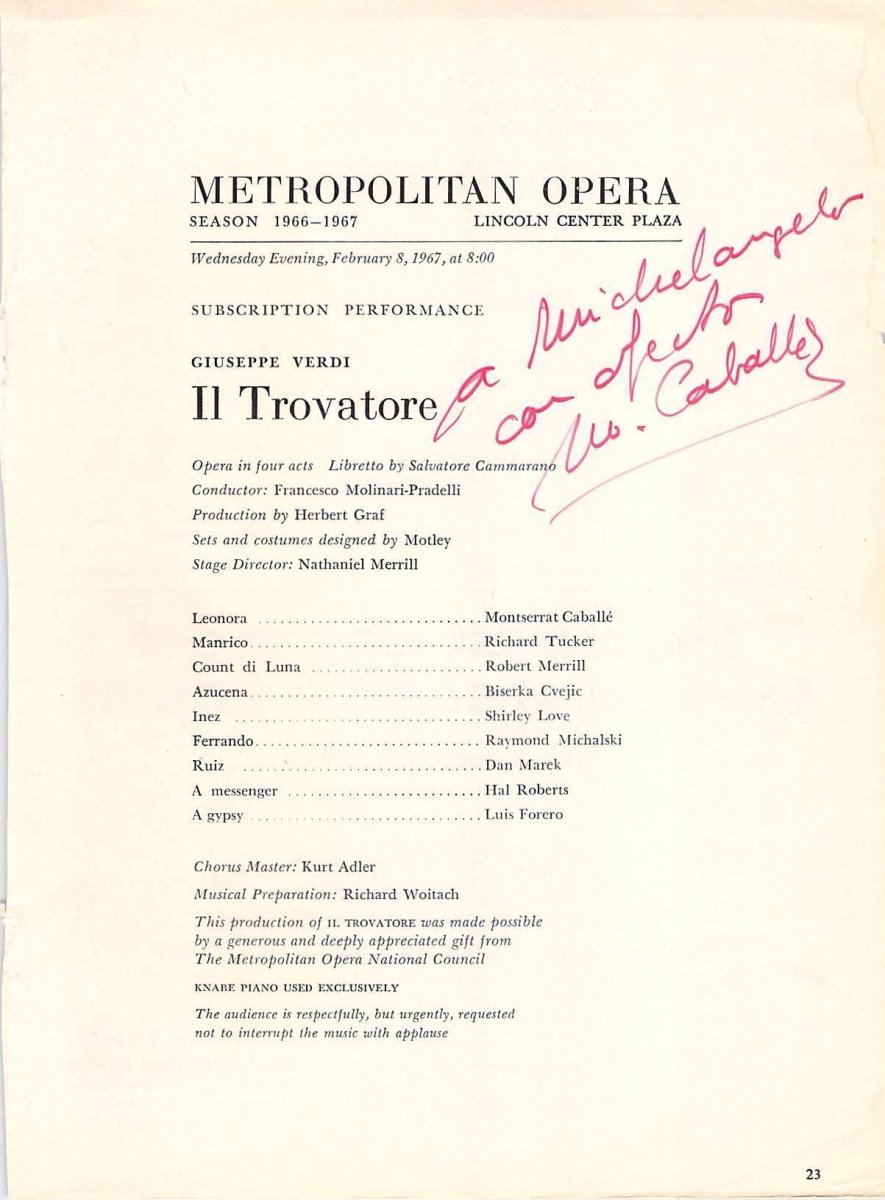 METROPOLITAN OPERA
SEASON 1966–1967 LINCOLN CENTER PLAZA
Wednesday Evening, February 8, 1967, at 8:00
SUBSCRIPTION PERFORMANCE
GIUSEPPE VERDI
Il Trovatore
a Michelangelo
con afecto
Mo. Caballé
Opera in four acts Libretto by Salvatore Cammarano
Conductor: Francesco Molinari-Pradelli
Production by Herbert Graf
Sets and costumes designed by Motley
Stage Director: Nathaniel Merrill
Leonora .............................. Montserrat Caballé
Manrico .............................. Richard Tucker
Count di Luna ....................... Robert Merrill
Azucena .............................. Biserka Cvejic
Inez ................................. Shirley Love
Ferrando ............................. Raymond Michalski
Ruiz ................................. Dan Marek
A messenger .......................... Hal Roberts
A gypsy .............................. Luis Forero
Chorus Master: Kurt Adler
Musical Preparation: Richard Woitach
This production of IL TROVATORE was made possible
by a generous and deeply appreciated gift from
The Metropolitan Opera National Council
KNABE PIANO USED EXCLUSIVELY
The audience is respectfully, but urgently, requested
not to interrupt the music with applause
23